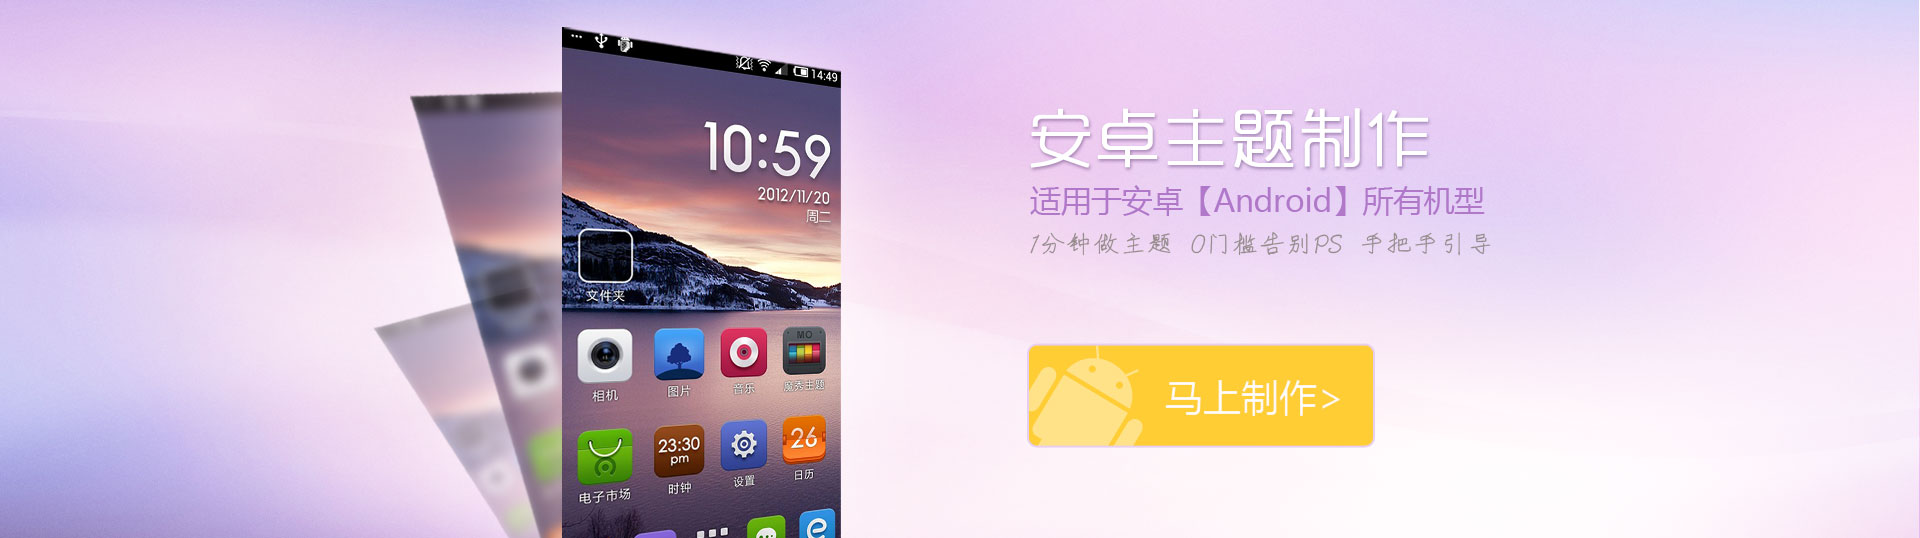 14:49
10:59
2012/11/20
周二
文件夹
相机
图片
音乐
MO
魔秀主题
23:30
pm
26
电子市场
时钟
设置
日历
安卓主题制作
适用于安卓【Android】所有机型
1分钟做主题 0门槛告别PS 手把手引导
马上制作>